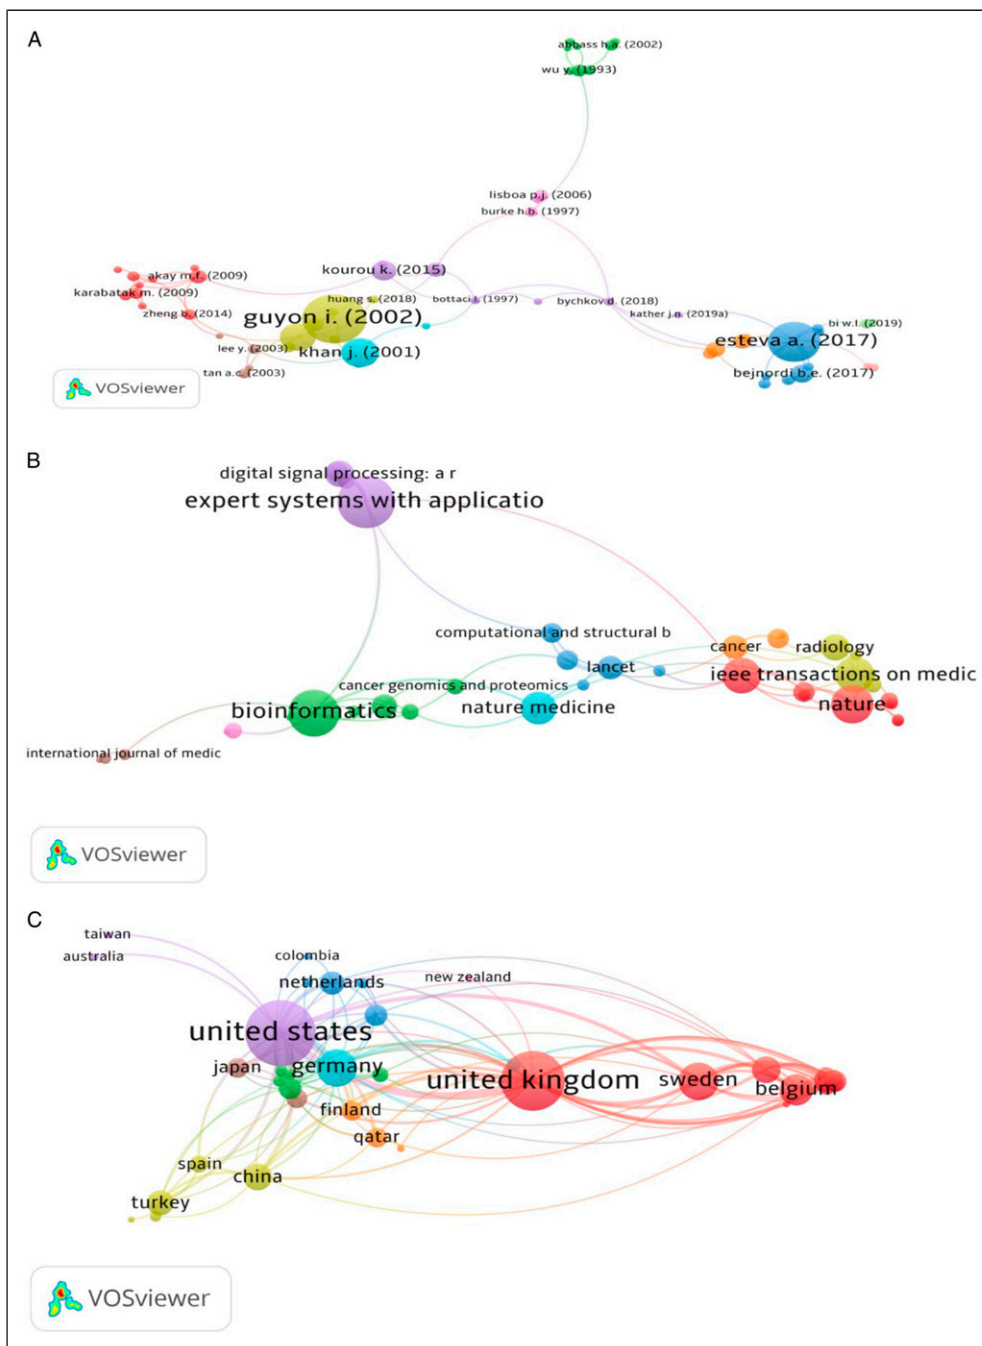 A
abbass h.a. (2002)
wu y. (1993)
lisboa p.j. (2006)
burke h.b. (1997)
kourou k. (2015)
akay m.f. (2009)
karabatak m. (2009)
huang s. (2018)
bottaci l. (1997)
bychkov d. (2018)
zheng b. (2014)
guyon i. (2002)
kather j.n. (2019a)
bi w.l. (2019)
esteva a. (2017)
lee y. (2003)
khan j. (2001)
tan a.c. (2003)
bejnordi b.e. (2017)
VOSviewer
B
digital signal processing: a r
expert systems with applicatio
computational and structural b
cancer
radiology
lancet
ieee transactions on medic
cancer genomics and proteomics
bioinformatics
nature medicine
nature
international journal of medic
VOSviewer
C
taiwan
australia
colombia
netherlands
new zealand
united states
japan
germany
united kingdom
sweden
belgium
finland
qatar
spain
china
turkey
VOSviewer